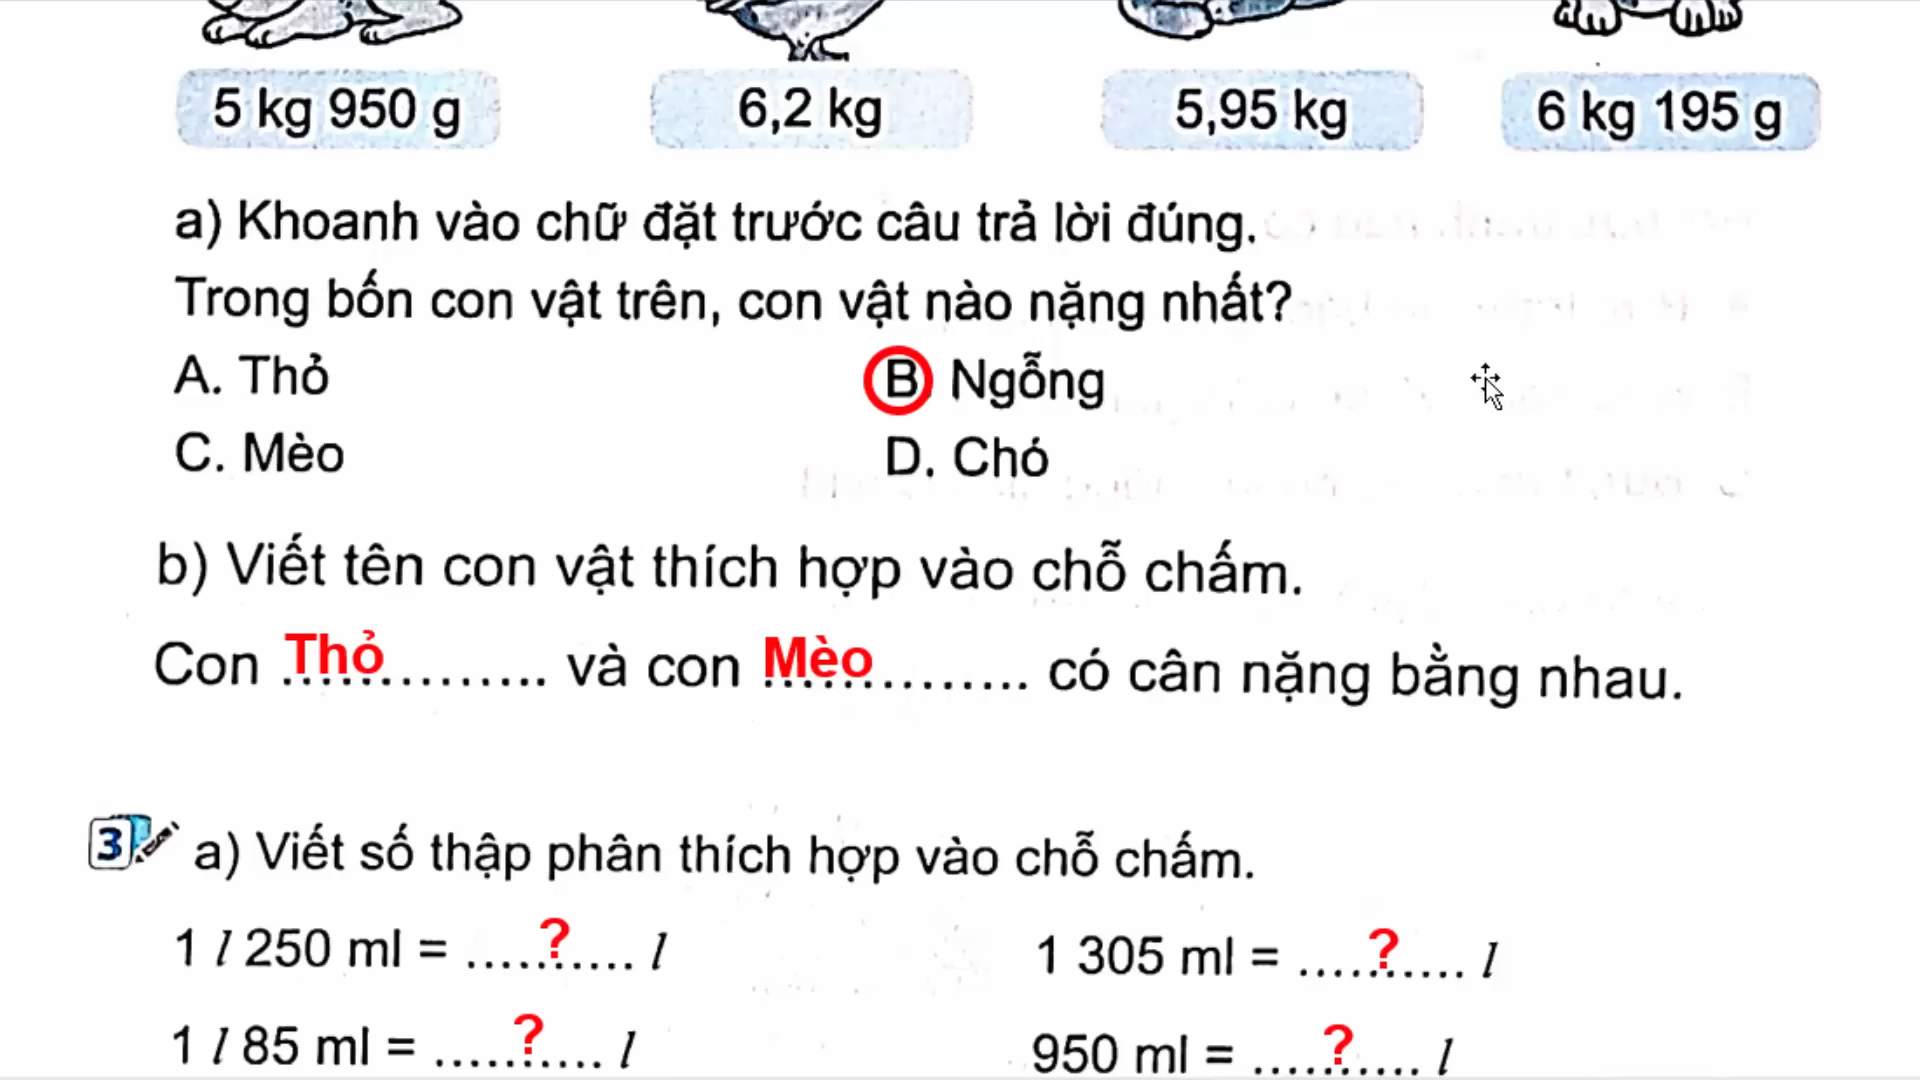 5 kg 950 g 6,2 kg 5,95 kg 6 kg 195 g
a) Khoanh vào chữ đặt trước câu trả lời đúng.
Trong bốn con vật trên, con vật nào nặng nhất?
A. Thỏ B. Ngỗng
C. Mèo D. Chó
b) Viết tên con vật thích hợp vào chỗ chấm.
Con Thỏ.............. và con Mèo.............. có cân nặng bằng nhau.
3 a) Viết số thập phân thích hợp vào chỗ chấm.
1 l 250 ml = .....?..... l 1 305 ml = .....?..... l
1 l 85 ml = .....?..... l 950 ml = .....?..... l